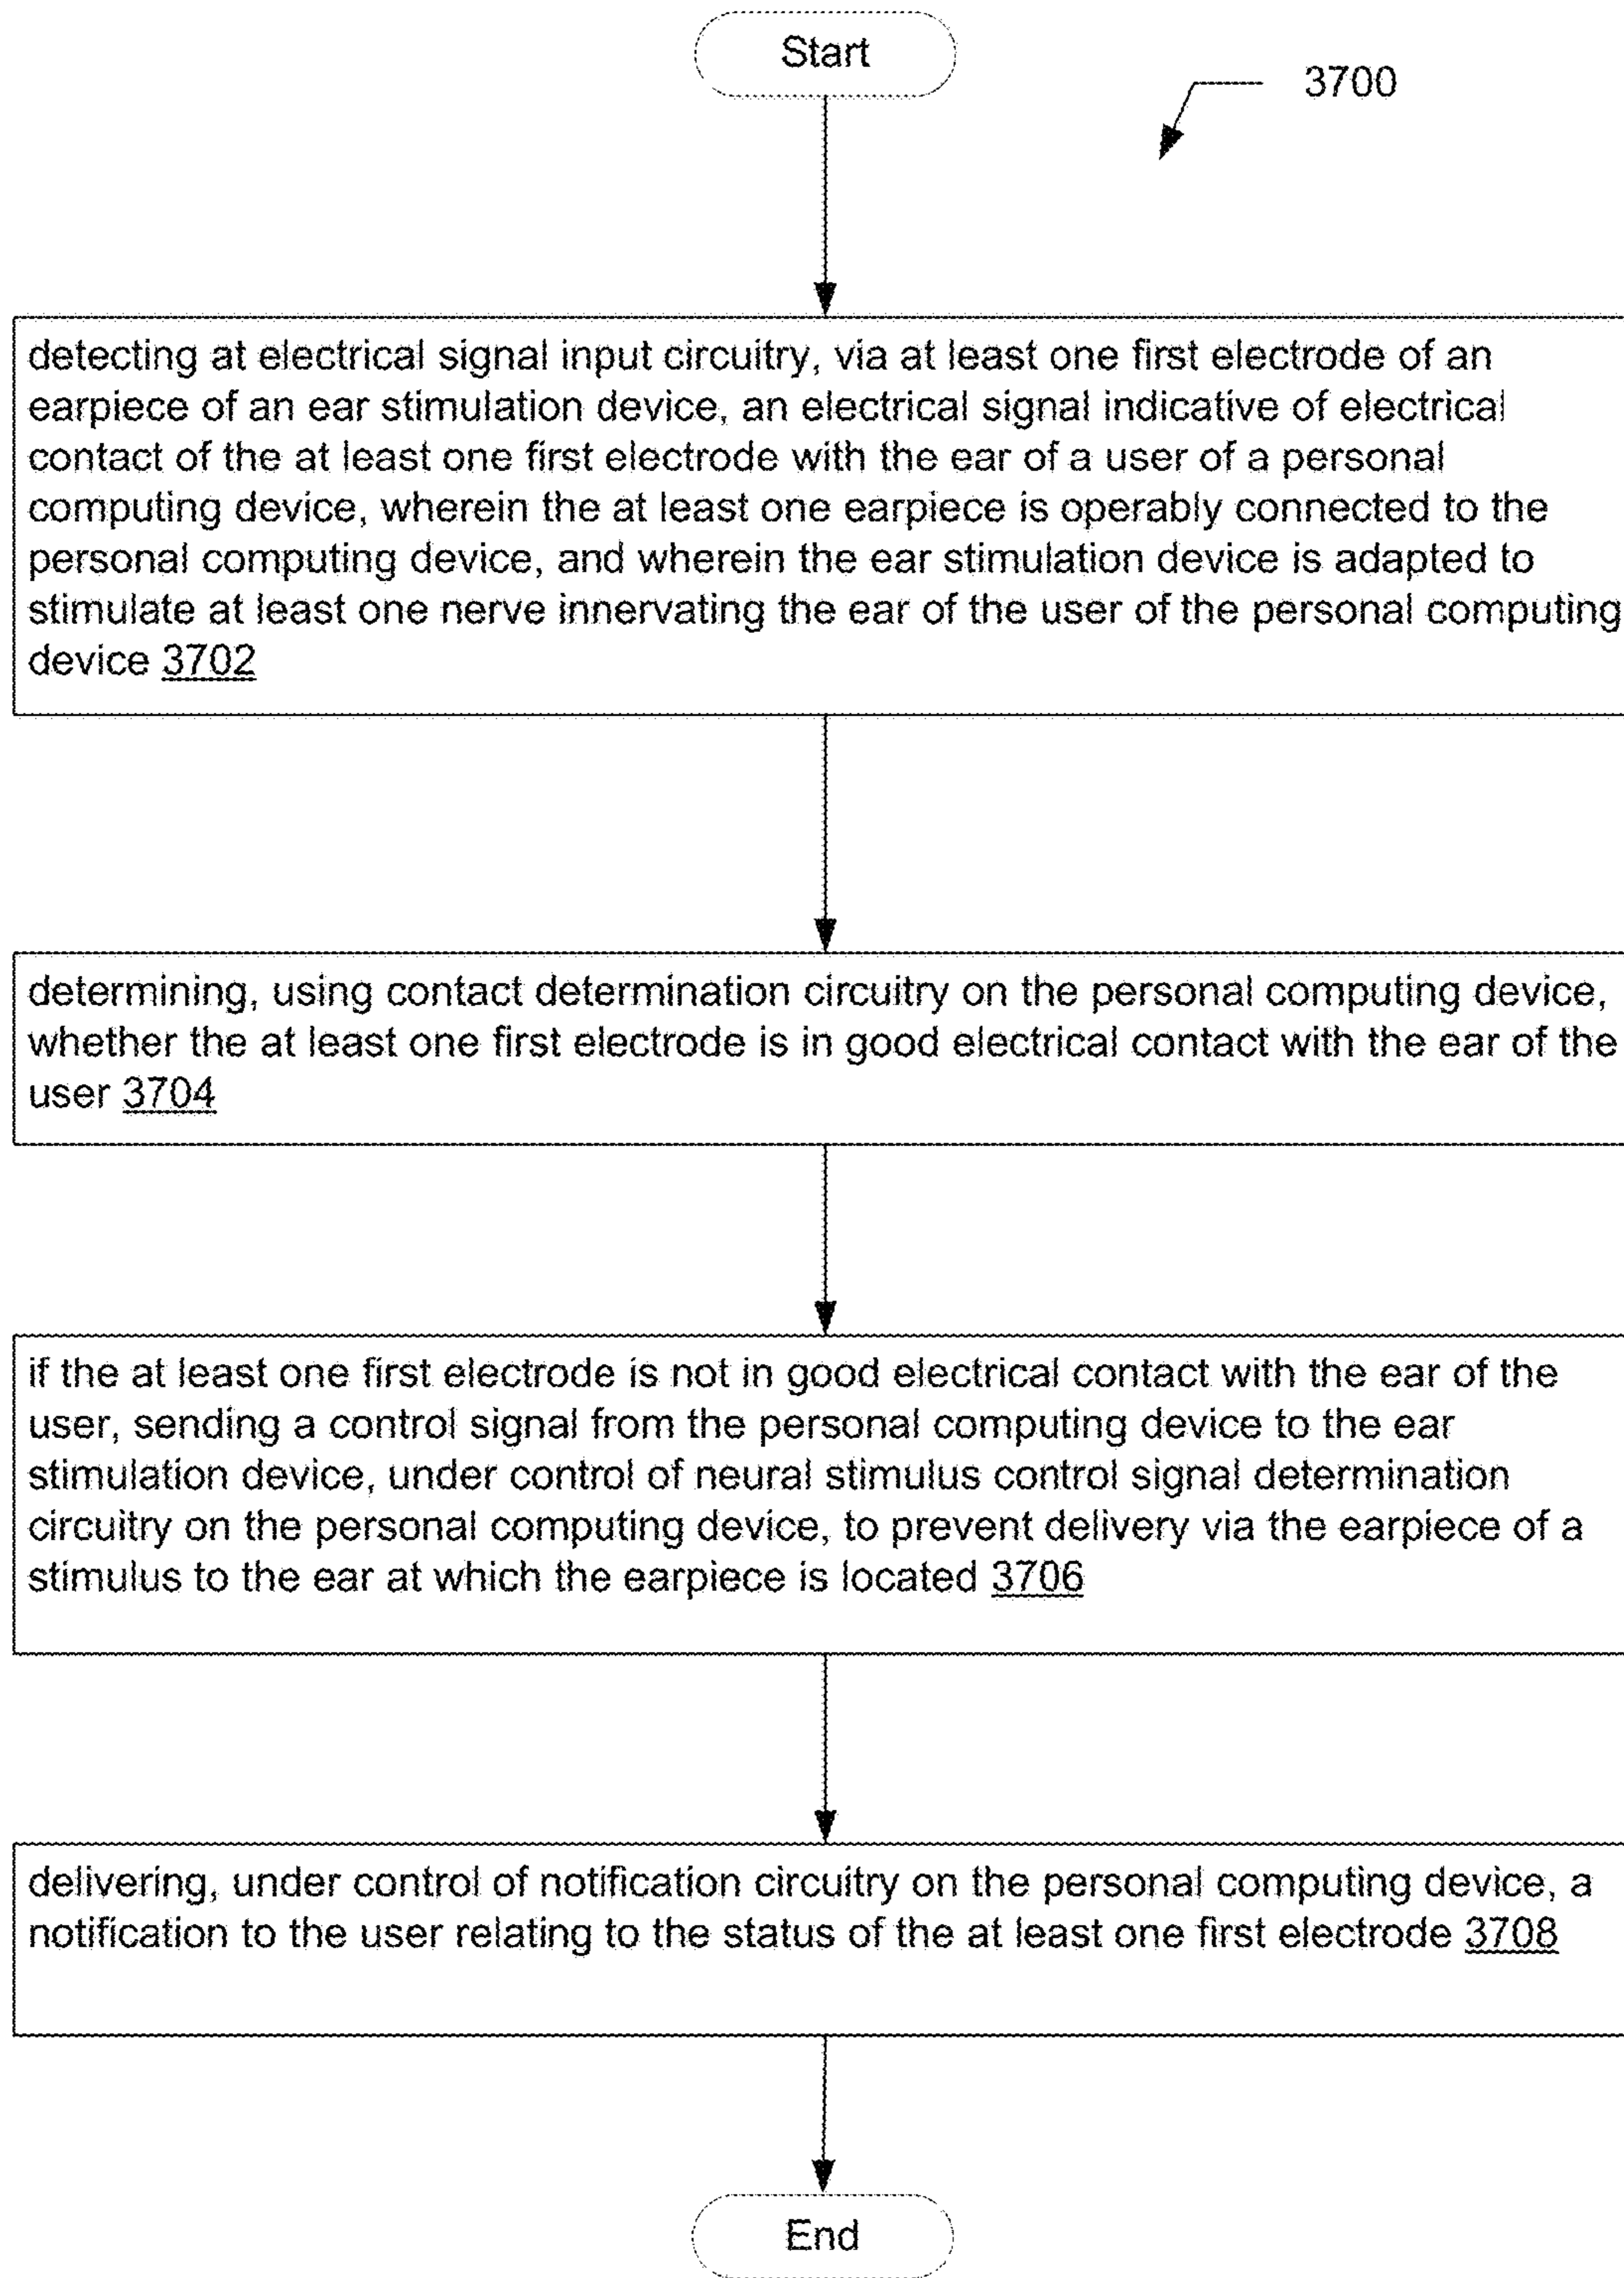 Start
3700
detecting at electrical signal input circuitry, via at least one first electrode of an
earpiece of an ear stimulation device, an electrical signal indicative of electrical
contact of the at least one first electrode with the ear of a user of a personal
computing device, wherein the at least one earpiece is operably connected to the
personal computing device, and wherein the ear stimulation device is adapted to
stimulate at least one nerve innervating the ear of the user of the personal computing
device 3702
determining, using contact determination circuitry on the personal computing device,
whether the at least one first electrode is in good electrical contact with the ear of the
user 3704
if the at least one first electrode is not in good electrical contact with the ear of the
user, sending a control signal from the personal computing device to the ear
stimulation device, under control of neural stimulus control signal determination
circuitry on the personal computing device, to prevent delivery via the earpiece of a
stimulus to the ear at which the earpiece is located 3706
delivering, under control of notification circuitry on the personal computing device, a
notification to the user relating to the status of the at least one first electrode 3708
End